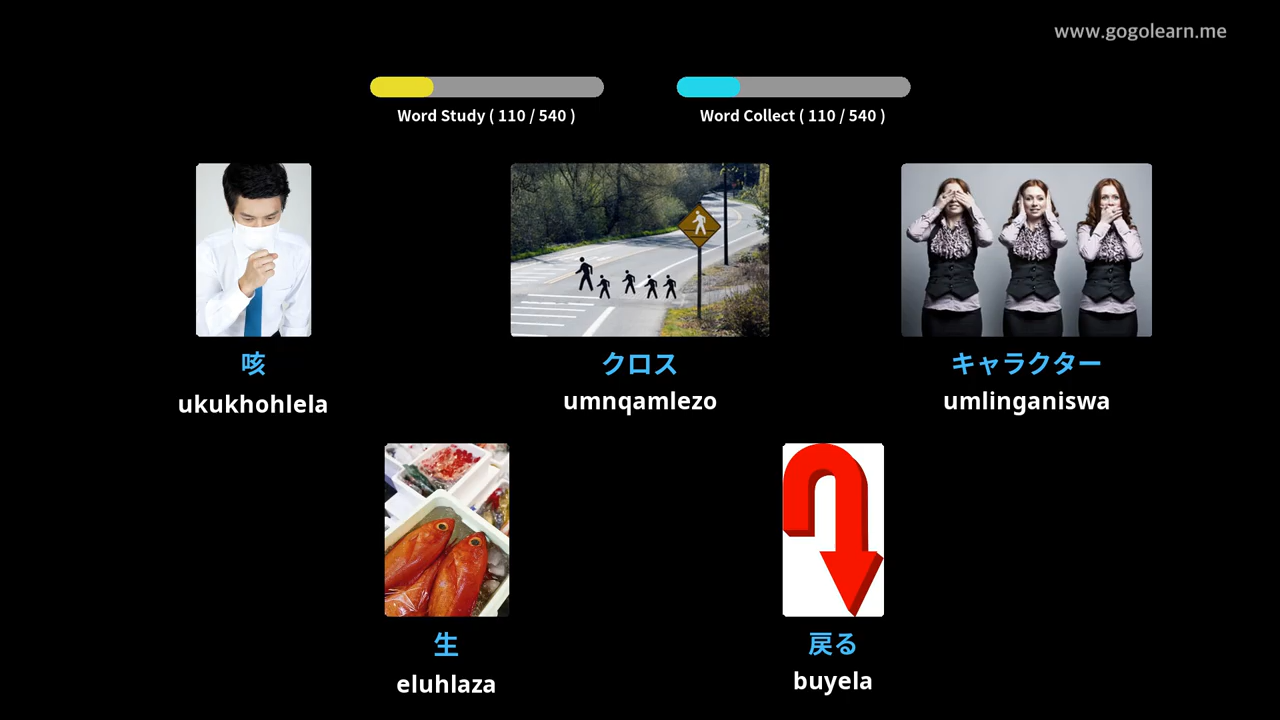 www.gogolearn.me
Word Study ( 110 / 540 )
Word Collect ( 110 / 540 )
咳
クロス
キャラクター
ukukhohlela
umnqamlezo
umlinganiswa
生
戻る
eluhlaza
buyela